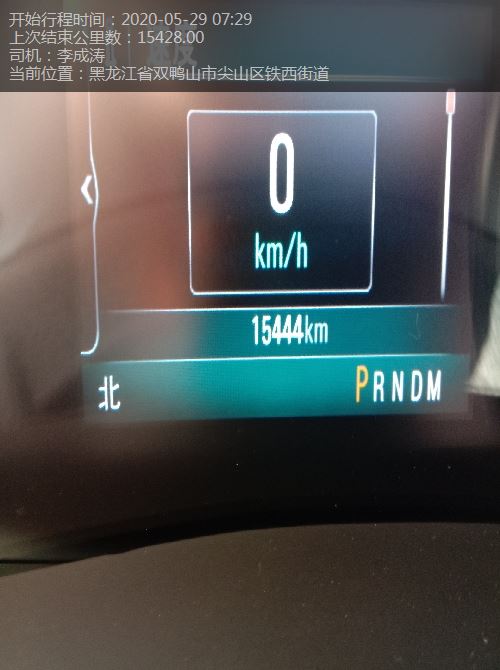 开始行程时间：2020-05-29 07:29
上次结束公里数：15428.00
司机：李成涛
当前位置：黑龙江省双鸭山市尖山区铁西街道
0
km/h
15444km
北 PRNDM